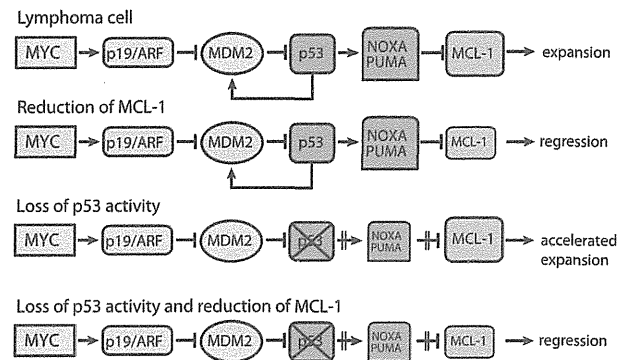 Lymphoma cell
MYC p19/ARF MDM2 p53 NOXA PUMA MCL-1 expansion
Reduction of MCL-1
MYC p19/ARF MDM2 p53 NOXA PUMA MCL-1 regression
Loss of p53 activity
MYC p19/ARF MDM2 p53 NOXA PUMA MCL-1 accelerated expansion
Loss of p53 activity and reduction of MCL-1
MYC p19/ARF MDM2 p53 NOXA PUMA MCL-1 regression